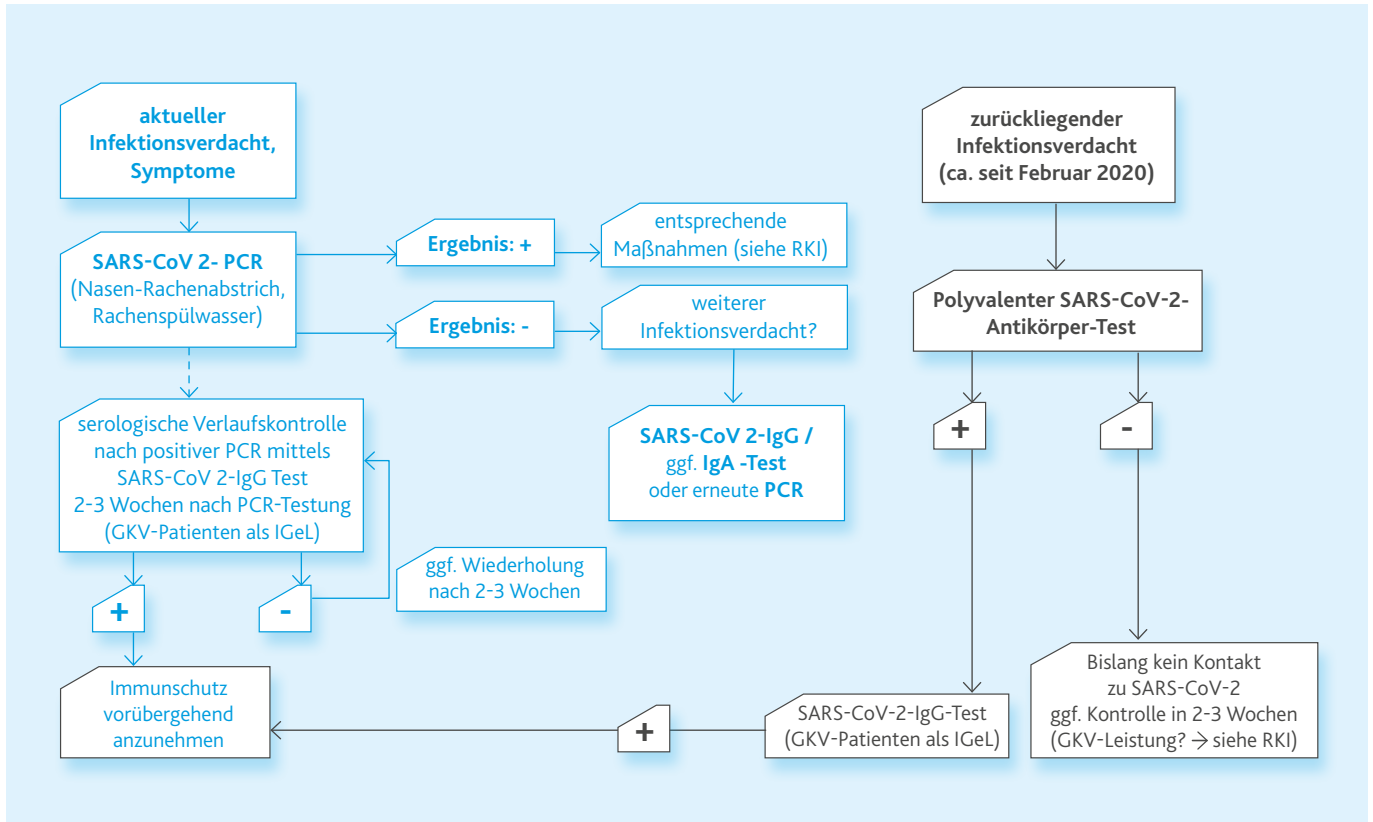 aktueller
Infektionsverdacht,
Symptome
SARS-CoV 2- PCR
(Nasen-Rachenabstrich,
Rachenspülwasser)
Ergebnis: +
entsprechende
Maßnahmen (siehe RKI)
Ergebnis: -
weiterer
Infektionsverdacht?
SARS-CoV 2-IgG /
ggf. IgA -Test
oder erneute PCR
serologische Verlaufskontrolle
nach positiver PCR mittels
SARS-CoV 2-IgG Test
2-3 Wochen nach PCR-Testung
(GKV-Patienten als IGeL)
+
-
ggf. Wiederholung
nach 2-3 Wochen
Immunschutz
vorübergehend
anzunehmen
zurückliegender
Infektionsverdacht
(ca. seit Februar 2020)
Polyvalenter SARS-CoV-2-
Antikörper-Test
+
-
SARS-CoV-2-IgG-Test
(GKV-Patienten als IGeL)
+
Bislang kein Kontakt
zu SARS-CoV-2
ggf. Kontrolle in 2-3 Wochen
(GKV-Leistung? → siehe RKI)